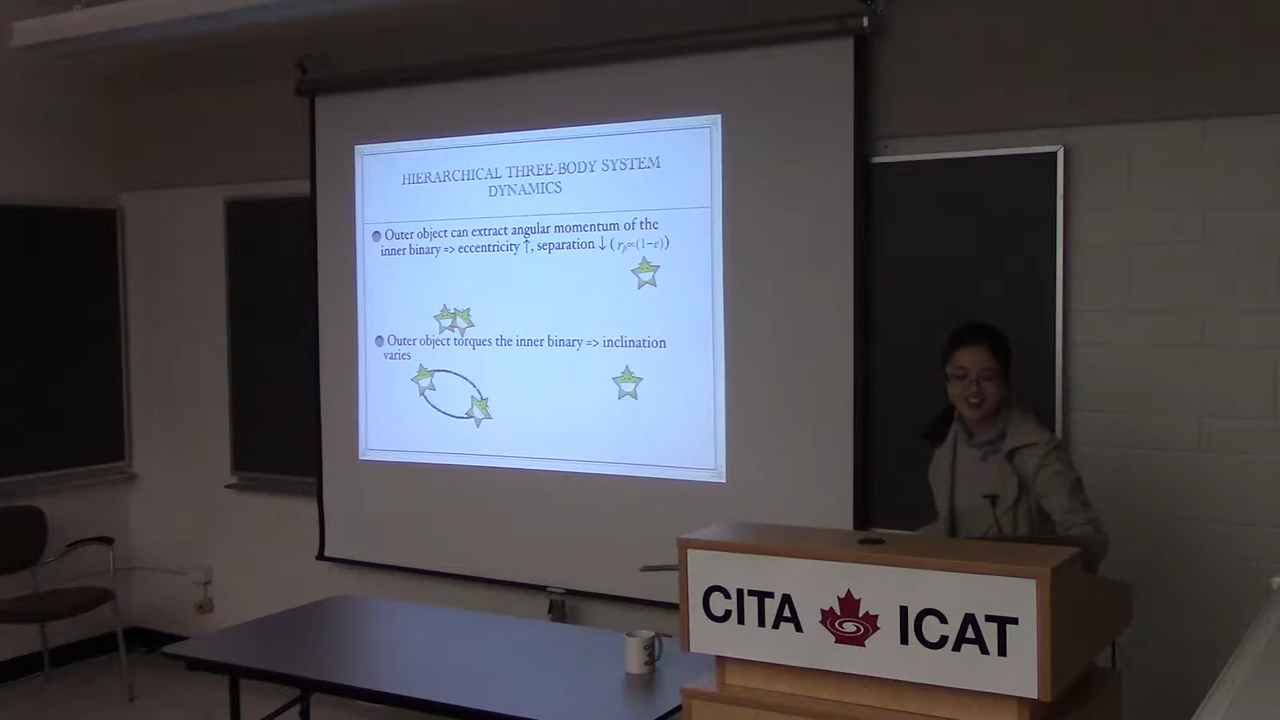 HIERARCHICAL THREE-BODY SYSTEM
DYNAMICS
Outer object can extract angular momentum of the
inner binary => eccentricity ↑, separation ↓ (rₚ∝(1−e))
Outer object torques the inner binary => inclination
varies
CITA ICAT